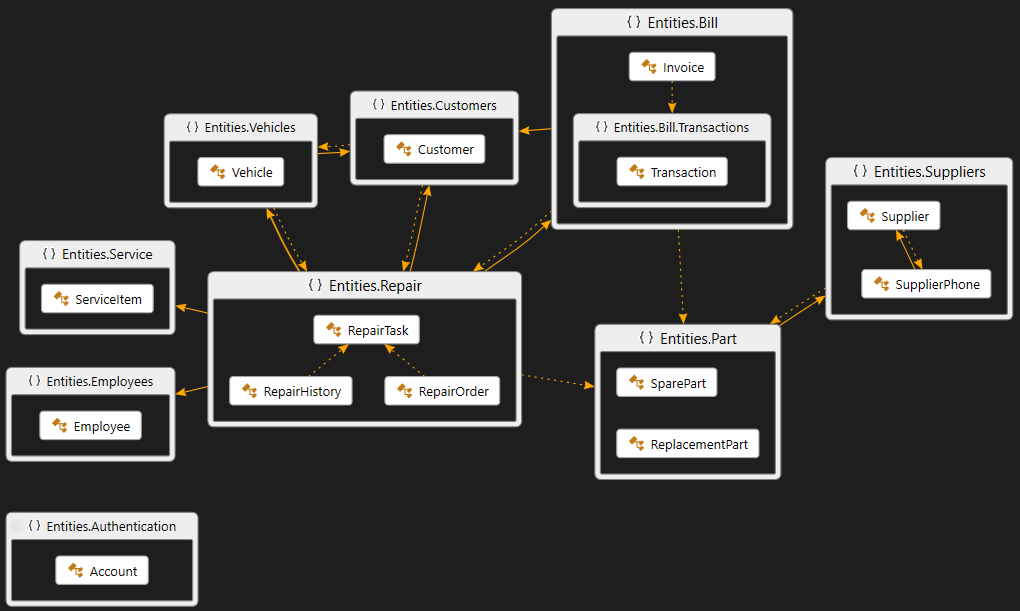 { } Entities.Bill
Invoice
{ } Entities.Bill.Transactions
Transaction
{ } Entities.Customers
Customer
{ } Entities.Vehicles
Vehicle
{ } Entities.Suppliers
Supplier
SupplierPhone
{ } Entities.Service
ServiceItem
{ } Entities.Repair
RepairTask
RepairHistory
RepairOrder
{ } Entities.Part
SparePart
ReplacementPart
{ } Entities.Employees
Employee
{ } Entities.Authentication
Account